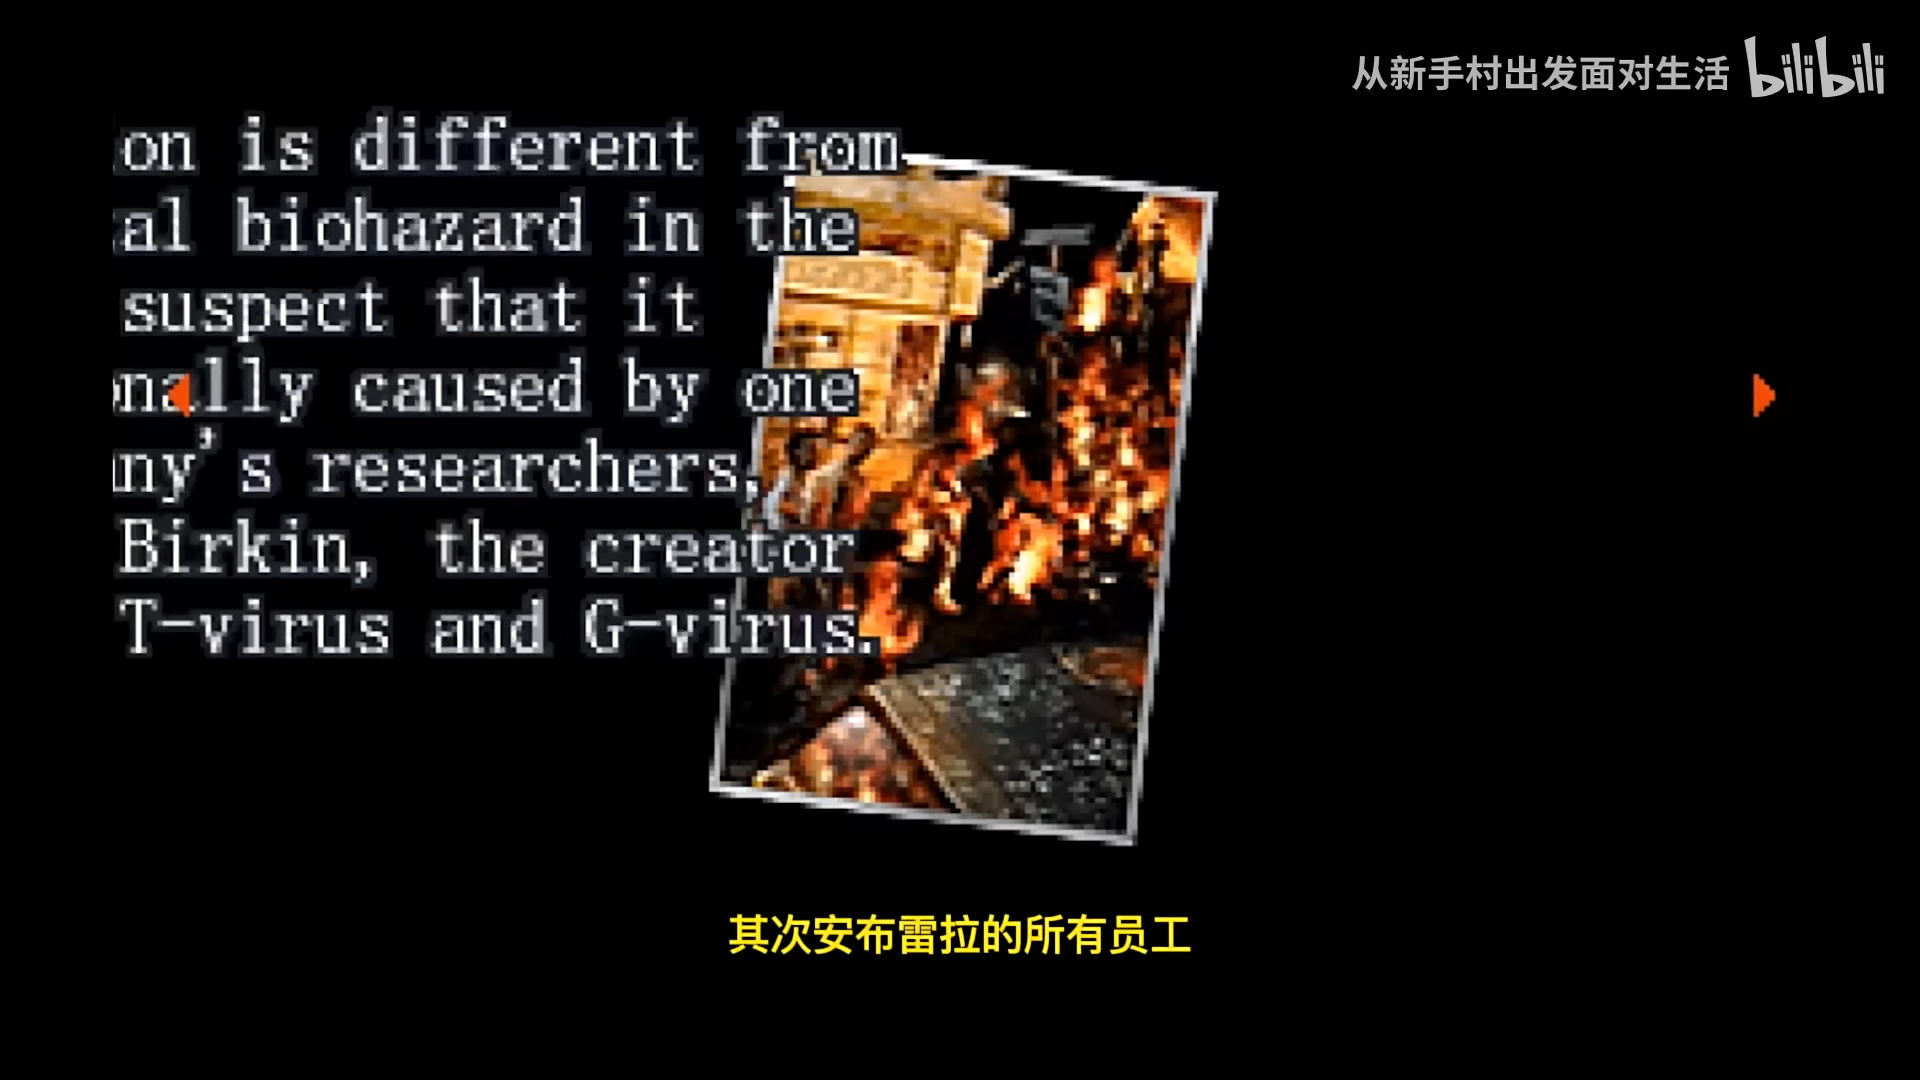 从新手村出发面对生活 bilibili
on is different from
al biohazard in the
suspect that it
onally caused by one
ny's researchers,
Birkin, the creator
T-virus and G-virus.
其次安布雷拉的所有员工